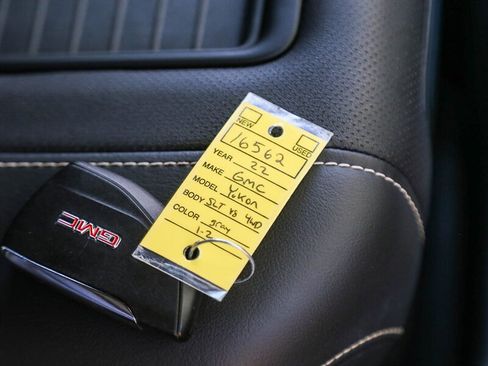 NEW USED
16562
YEAR 22
MAKE GMC
MODEL Yukon
BODY SLT V8 4WD
COLOR gray
1-2
GMC